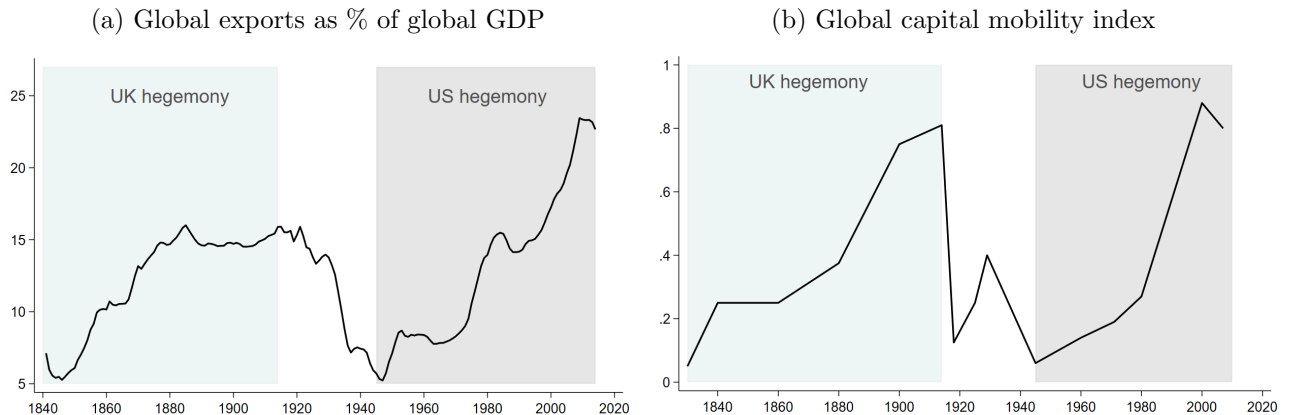 (a) Global exports as % of global GDP
UK hegemony
US hegemony
25
20
15
10
5
1840 1860 1880 1900 1920 1940 1960 1980 2000 2020
(b) Global capital mobility index
UK hegemony
US hegemony
1
.8
.6
.4
.2
0
1840 1860 1880 1900 1920 1940 1960 1980 2000 2020